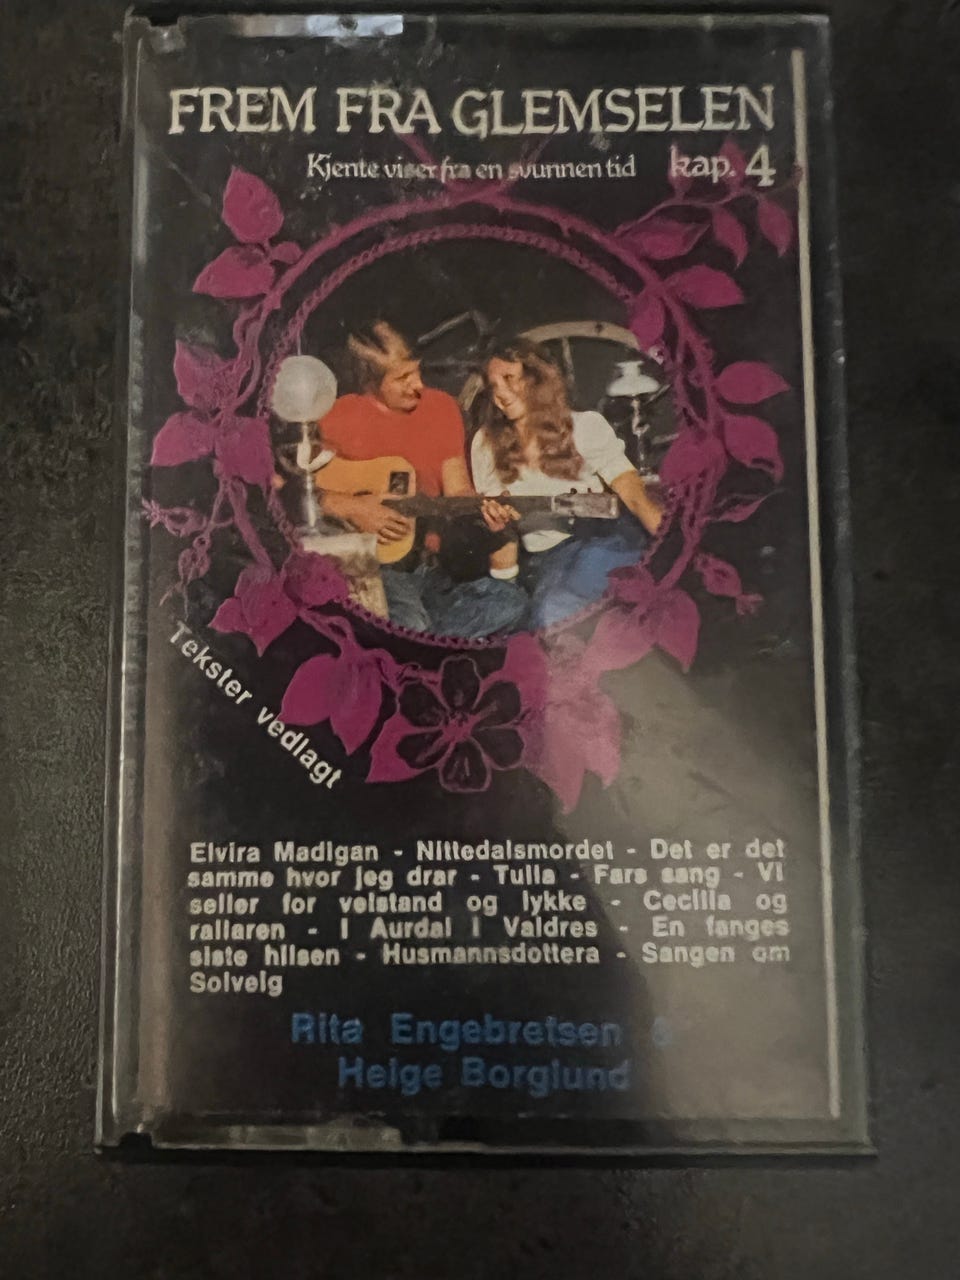 FREM FRA GLEMSELEN
Kjente viser fra en svunnen tid kap. 4
Tekster vedlagt
Elvira Madigan - Nittedalsmordet - Det er det
samme hvor jeg drar - Tulla - Fars sang - Vi
seller for velstand og lykke - Cecilia og
rallaren - I Aurdal i Valdres - En fanges
siste hilsen - Husmannsdottera - Sangen om
Solveig
Rita Engebretsen &
Helge Borglund